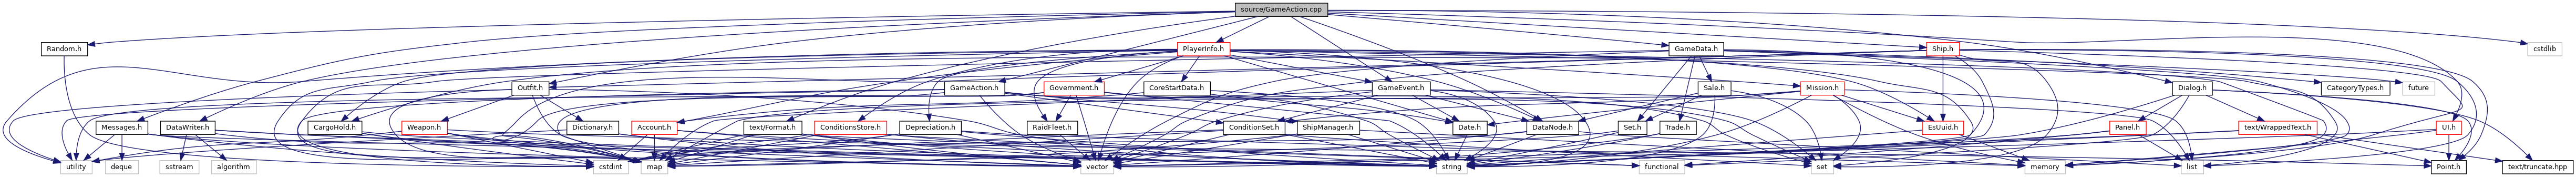 source/GameAction.cpp
Random.h
PlayerInfo.h
GameData.h
Ship.h
cstdlib
Outfit.h
GameAction.h
Government.h
CoreStartData.h
GameEvent.h
Sale.h
Mission.h
Dialog.h
CategoryTypes.h
future
Messages.h
DataWriter.h
CargoHold.h
Weapon.h
Dictionary.h
Account.h
text/Format.h
ConditionsStore.h
Depreciation.h
RaidFleet.h
ConditionSet.h
ShipManager.h
Date.h
DataNode.h
Set.h
Trade.h
EsUuid.h
Panel.h
text/WrappedText.h
UI.h
utility
deque
sstream
algorithm
cstdint
map
vector
string
functional
set
memory
list
Point.h
text/truncate.hpp